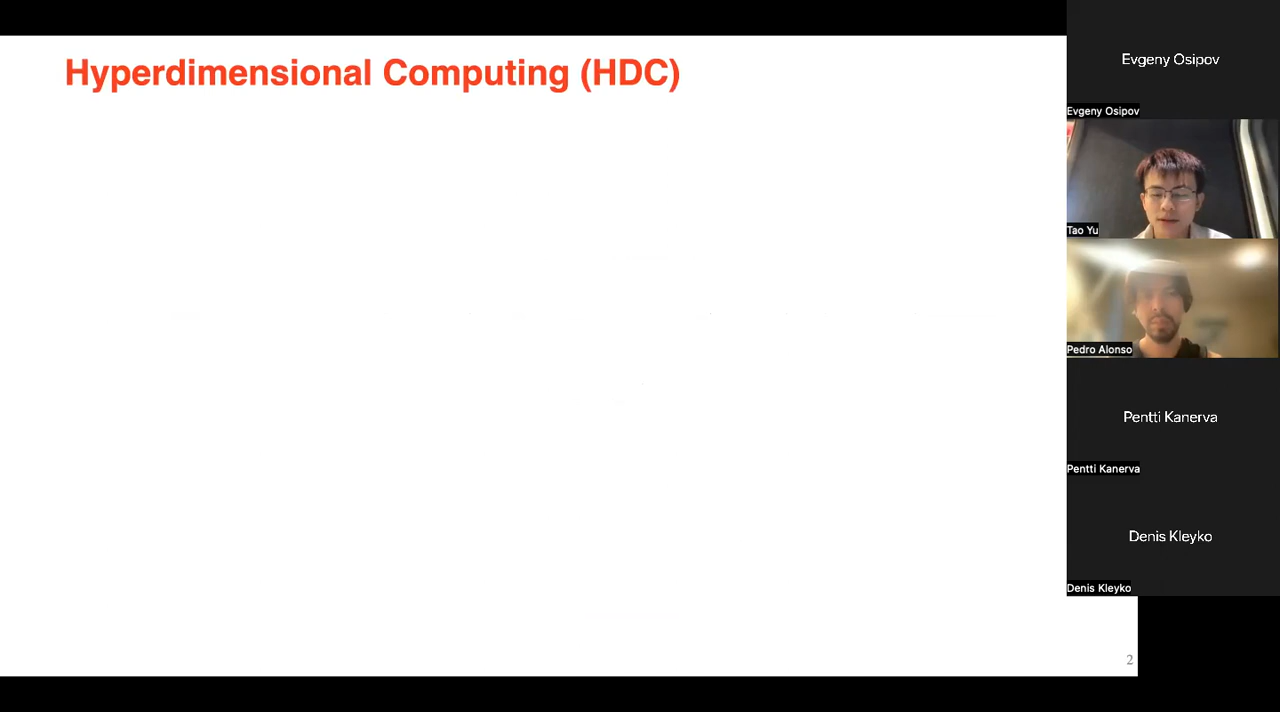 Hyperdimensional Computing (HDC)
Evgeny Osipov
Evgeny Osipov
Tao Yu
Pedro Alonso
Pentti Kanerva
Pentti Kanerva
Denis Kleyko
Denis Kleyko
2